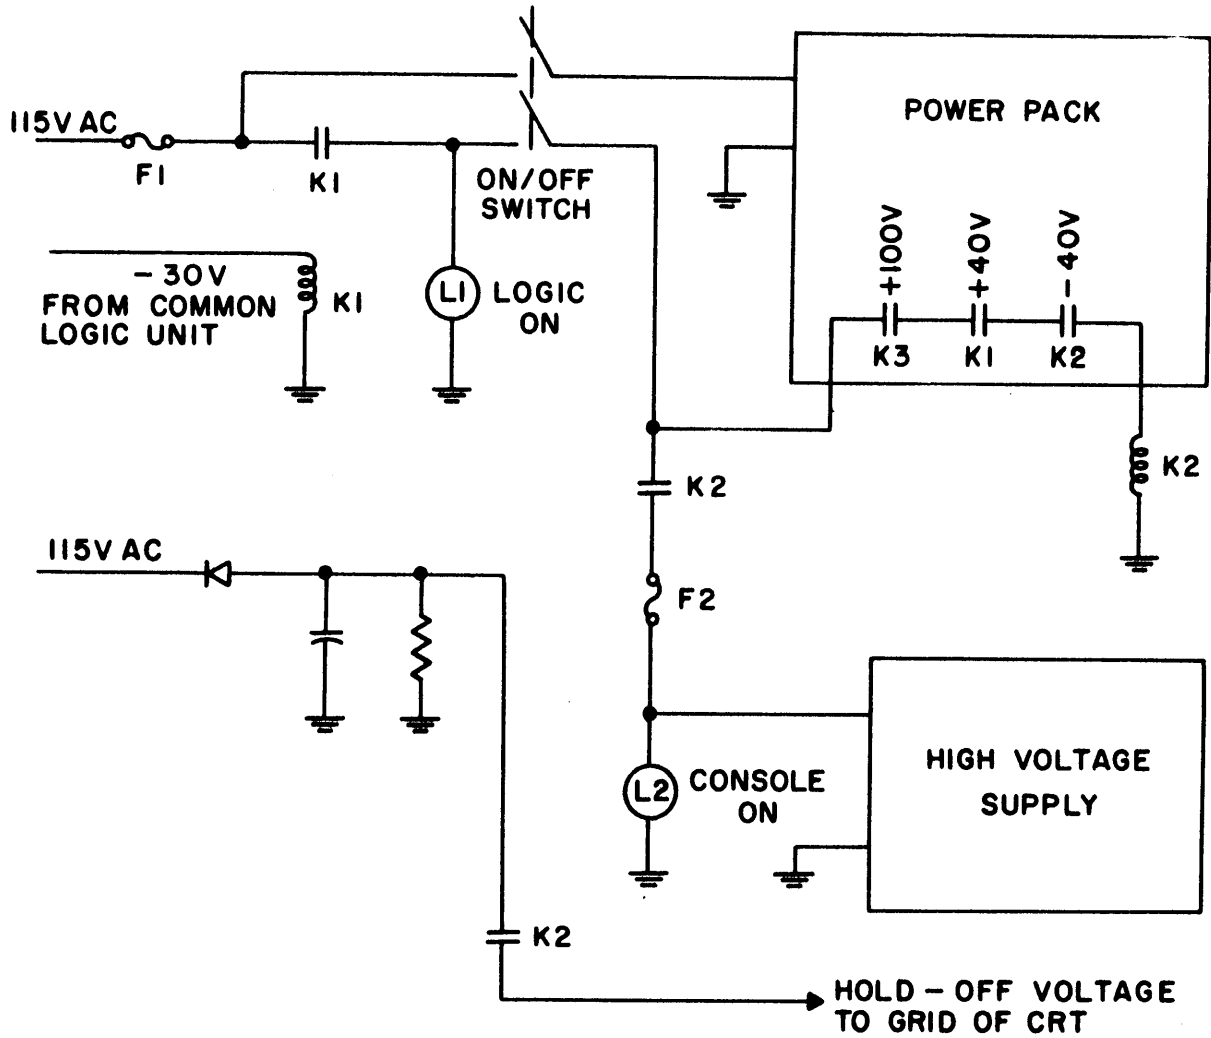 115V AC
F1
K1
ON/OFF
SWITCH
POWER PACK
+100V
+40V
-40V
K3
K1
K2
-30V
FROM COMMON
LOGIC UNIT
K1
L1
LOGIC
ON
K2
K2
115V AC
F2
L2
CONSOLE
ON
HIGH VOLTAGE
SUPPLY
K2
HOLD-OFF VOLTAGE
TO GRID OF CRT